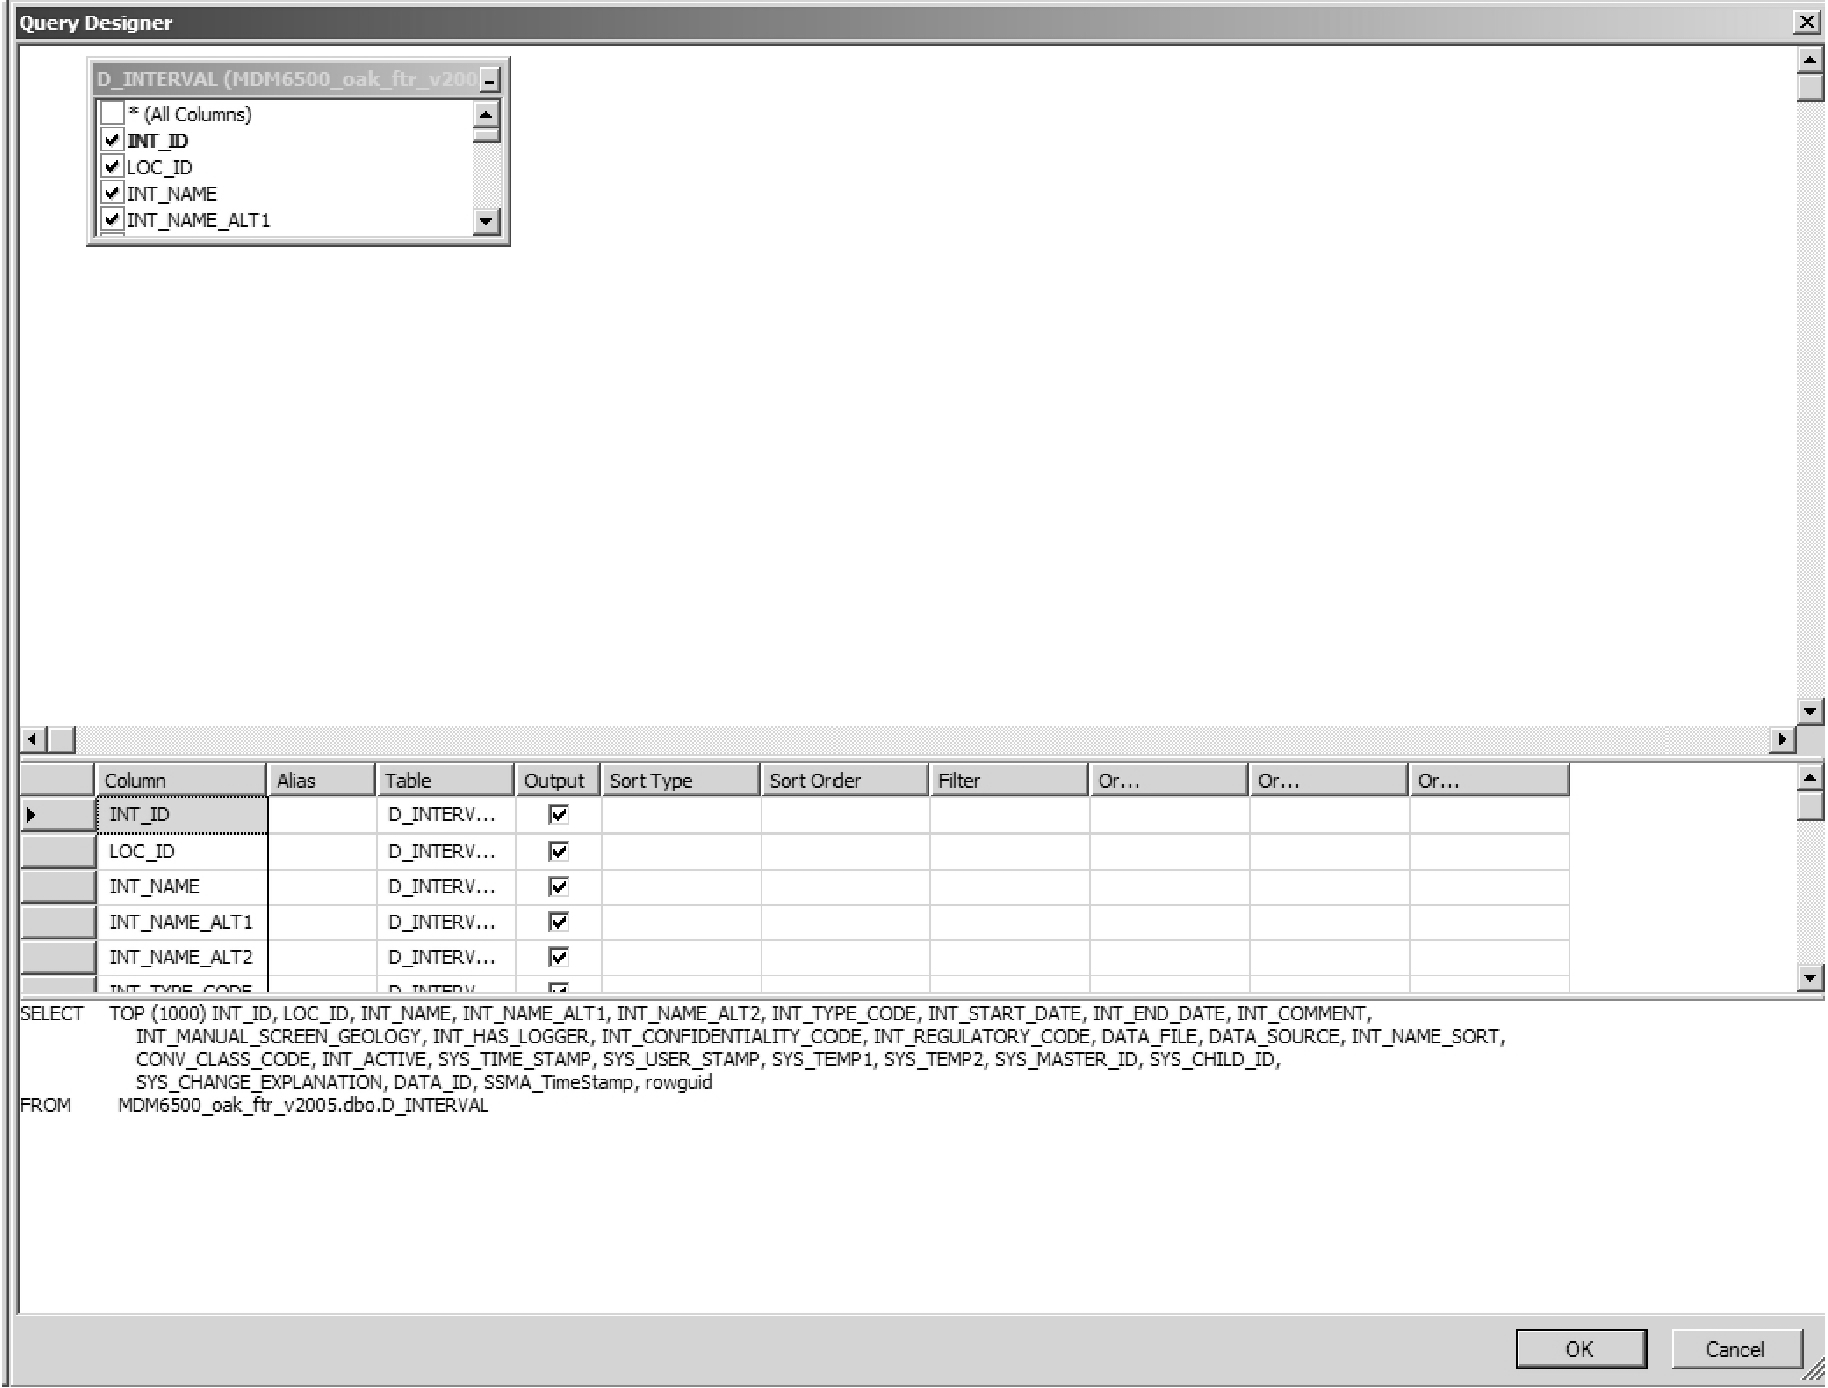 Query Designer
D_INTERVAL (MDM6500_oak_ftr_v200
* (All Columns)
INT_ID
LOC_ID
INT_NAME
INT_NAME_ALT1
Column Alias Table Output Sort Type Sort Order Filter Or... Or... Or...
INT_ID D_INTERV...
LOC_ID D_INTERV...
INT_NAME D_INTERV...
INT_NAME_ALT1 D_INTERV...
INT_NAME_ALT2 D_INTERV...
INT_TYPE_CODE D_INTERV...
SELECT TOP (1000) INT_ID, LOC_ID, INT_NAME, INT_NAME_ALT1, INT_NAME_ALT2, INT_TYPE_CODE, INT_START_DATE, INT_END_DATE, INT_COMMENT,
INT_MANUAL_SCREEN_GEOLOGY, INT_HAS_LOGGER, INT_CONFIDENTIALITY_CODE, INT_REGULATORY_CODE, DATA_FILE, DATA_SOURCE, INT_NAME_SORT,
CONV_CLASS_CODE, INT_ACTIVE, SYS_TIME_STAMP, SYS_USER_STAMP, SYS_TEMP1, SYS_TEMP2, SYS_MASTER_ID, SYS_CHILD_ID,
SYS_CHANGE_EXPLANATION, DATA_ID, SSMA_TimeStamp, rowguid
FROM MDM6500_oak_ftr_v2005.dbo.D_INTERVAL
OK Cancel